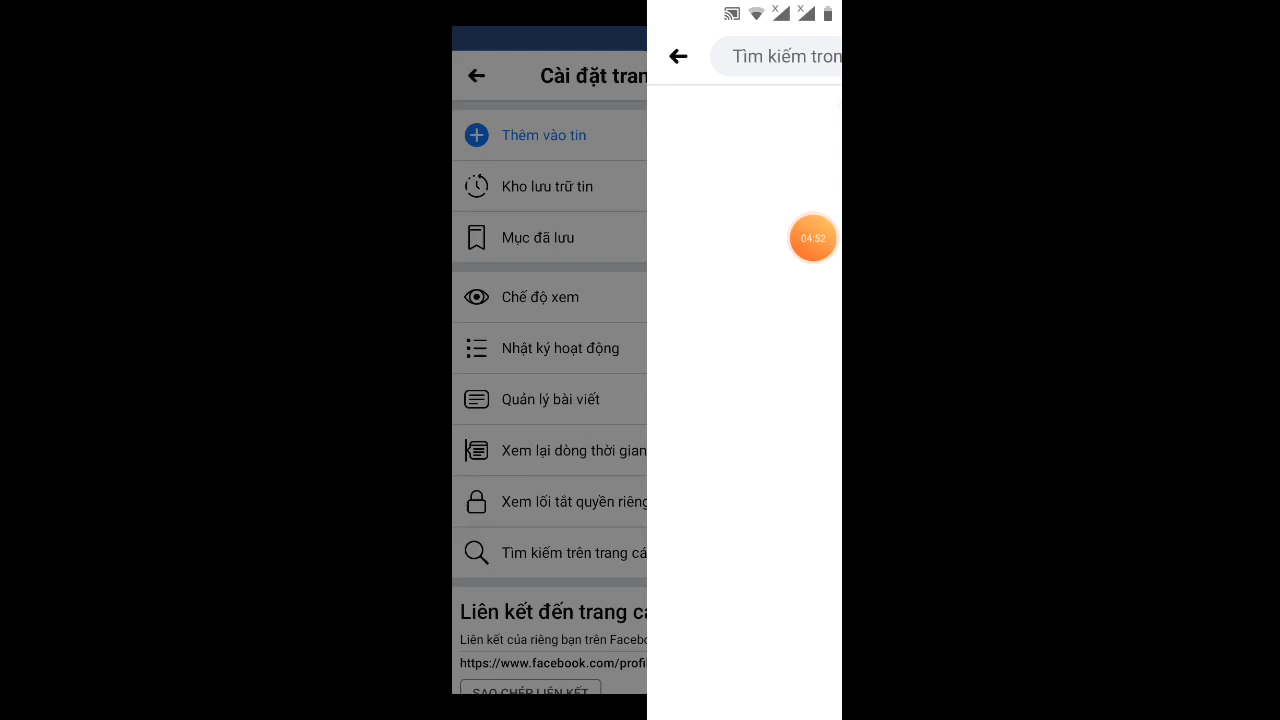 Cài đặt tran
Thêm vào tin
Kho lưu trữ tin
Mục đã lưu
Chế độ xem
Nhật ký hoạt động
Quản lý bài viết
Xem lại dòng thời gian
Xem lối tắt quyền riêng
Tìm kiếm trên trang cá
Liên kết đến trang cá
Liên kết của riêng bạn trên Facebo
https://www.facebook.com/profi
SAO CHÉP LIÊN KẾT
Tìm kiếm tron
04:52